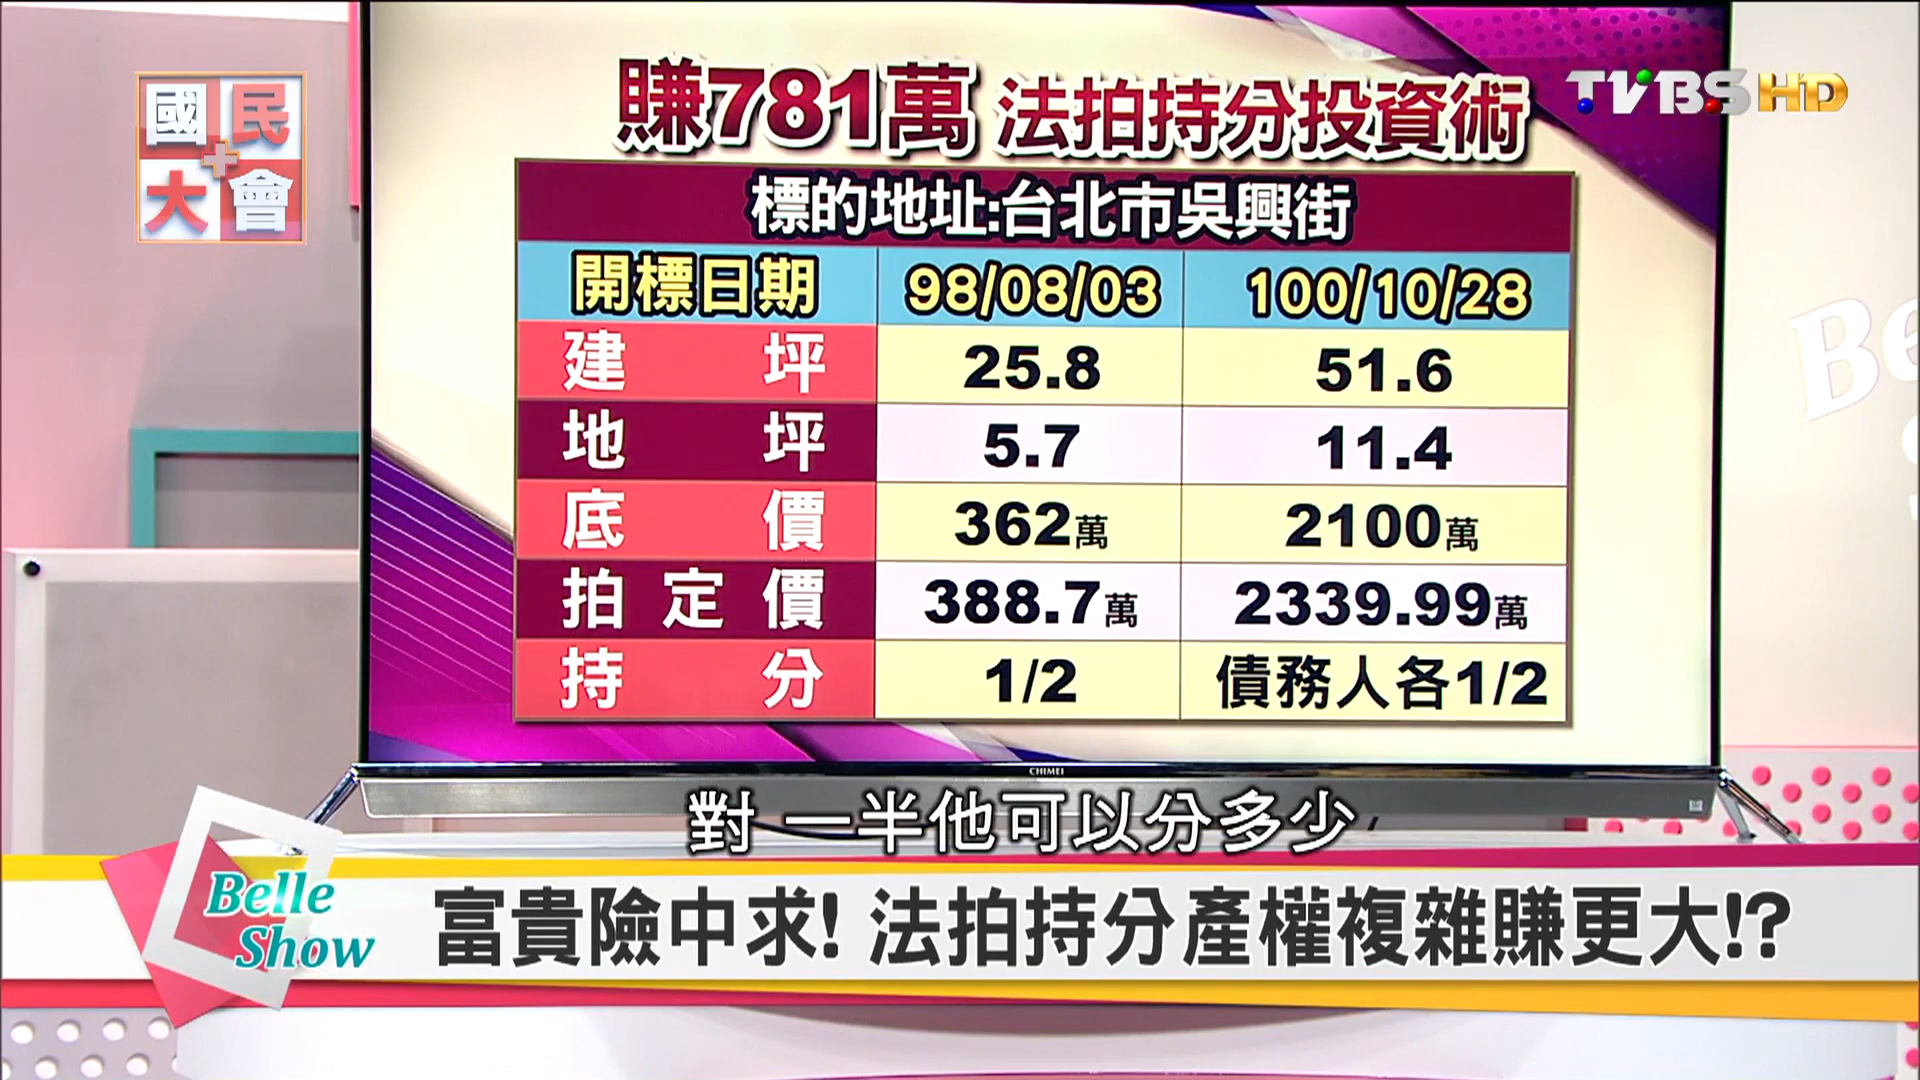 國民
大會
TVBS HD
賺781萬 法拍持分投資術
標的地址:台北市吳興街
開標日期 98/08/03 100/10/28
建坪 25.8 51.6
地坪 5.7 11.4
底價 362萬 2100萬
拍定價 388.7萬 2339.99萬
持分 1/2 債務人各1/2
Be
CHIMEI
對 一半他可以分多少
Belle
Show
富貴險中求! 法拍持分產權複雜賺更大!?